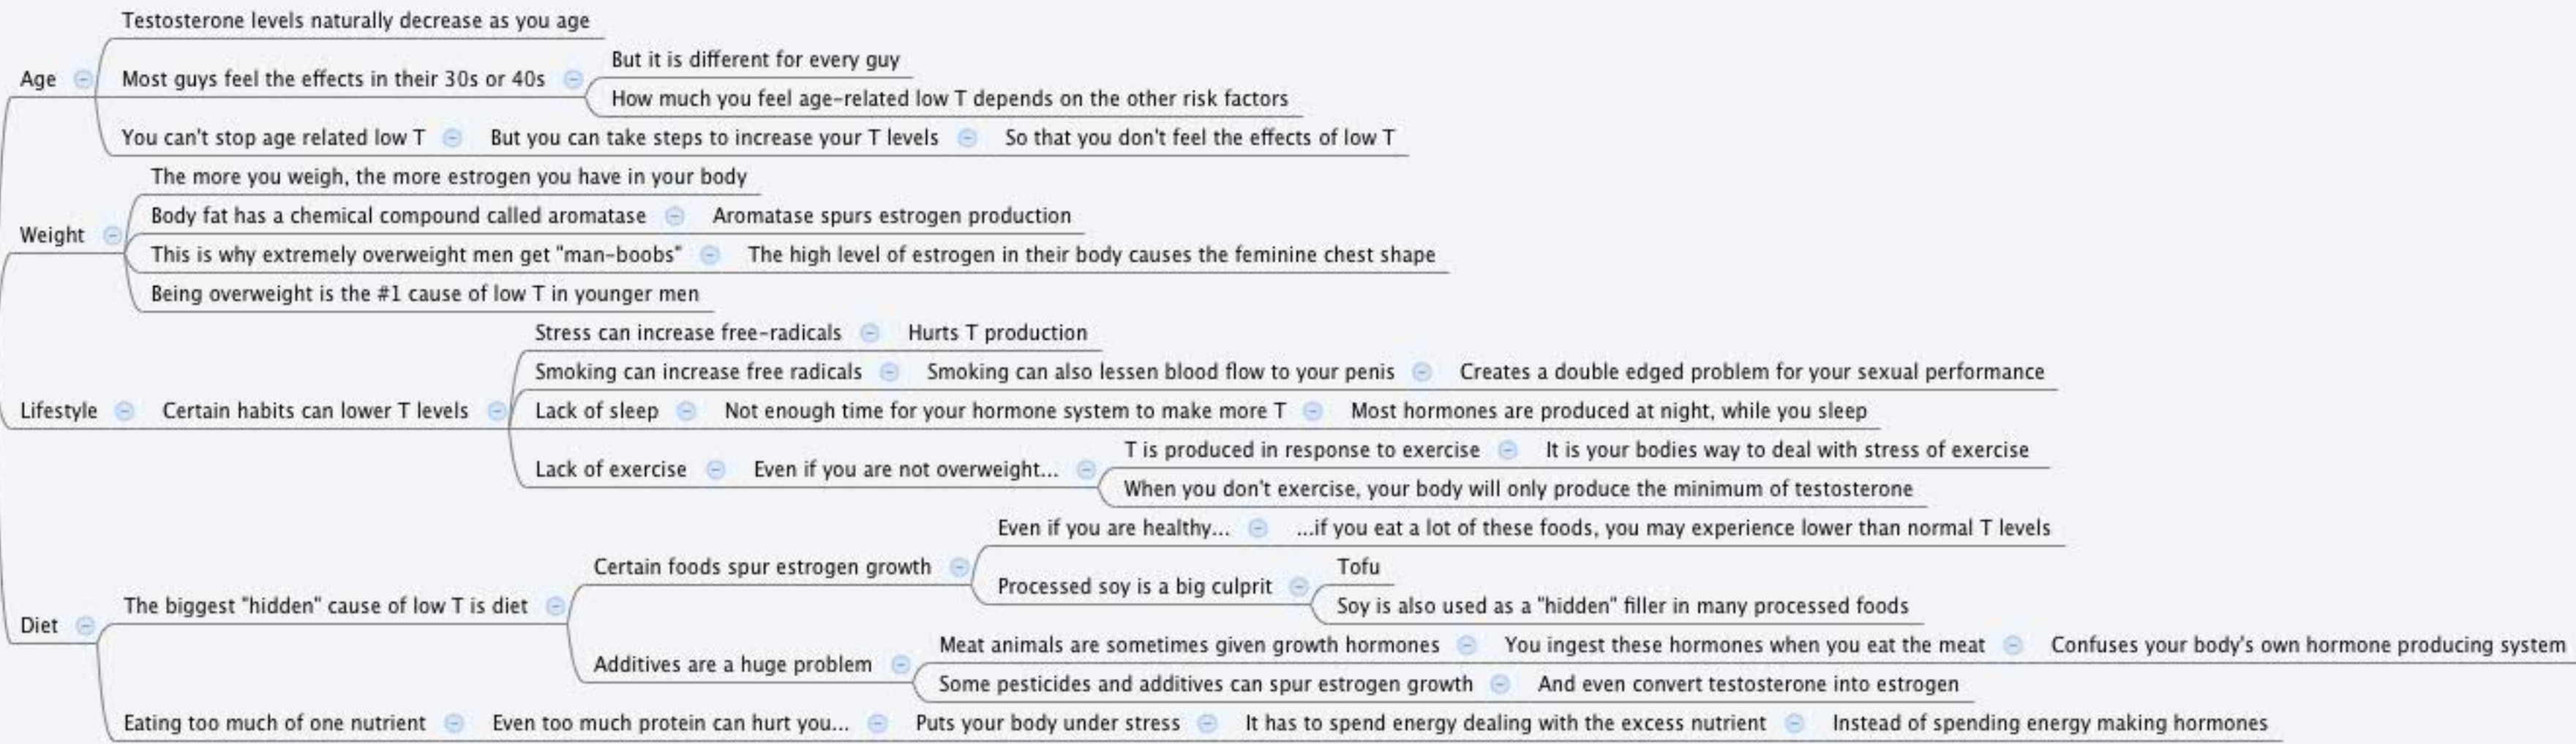 Testosterone levels naturally decrease as you age
But it is different for every guy
Age Most guys feel the effects in their 30s or 40s
How much you feel age-related low T depends on the other risk factors
You can't stop age related low T But you can take steps to increase your T levels So that you don't feel the effects of low T
The more you weigh, the more estrogen you have in your body
Body fat has a chemical compound called aromatase Aromatase spurs estrogen production
Weight
This is why extremely overweight men get "man-boobs" The high level of estrogen in their body causes the feminine chest shape
Being overweight is the #1 cause of low T in younger men
Stress can increase free-radicals Hurts T production
Smoking can increase free radicals Smoking can also lessen blood flow to your penis Creates a double edged problem for your sexual performance
Lifestyle Certain habits can lower T levels Lack of sleep Not enough time for your hormone system to make more T Most hormones are produced at night, while you sleep
T is produced in response to exercise It is your bodies way to deal with stress of exercise
Lack of exercise Even if you are not overweight...
When you don't exercise, your body will only produce the minimum of testosterone
Even if you are healthy... ...if you eat a lot of these foods, you may experience lower than normal T levels
Certain foods spur estrogen growth
Tofu
Processed soy is a big culprit
The biggest "hidden" cause of low T is diet
Soy is also used as a "hidden" filler in many processed foods
Diet
Meat animals are sometimes given growth hormones You ingest these hormones when you eat the meat Confuses your body's own hormone producing system
Additives are a huge problem
Some pesticides and additives can spur estrogen growth And even convert testosterone into estrogen
Eating too much of one nutrient Even too much protein can hurt you... Puts your body under stress It has to spend energy dealing with the excess nutrient Instead of spending energy making hormones